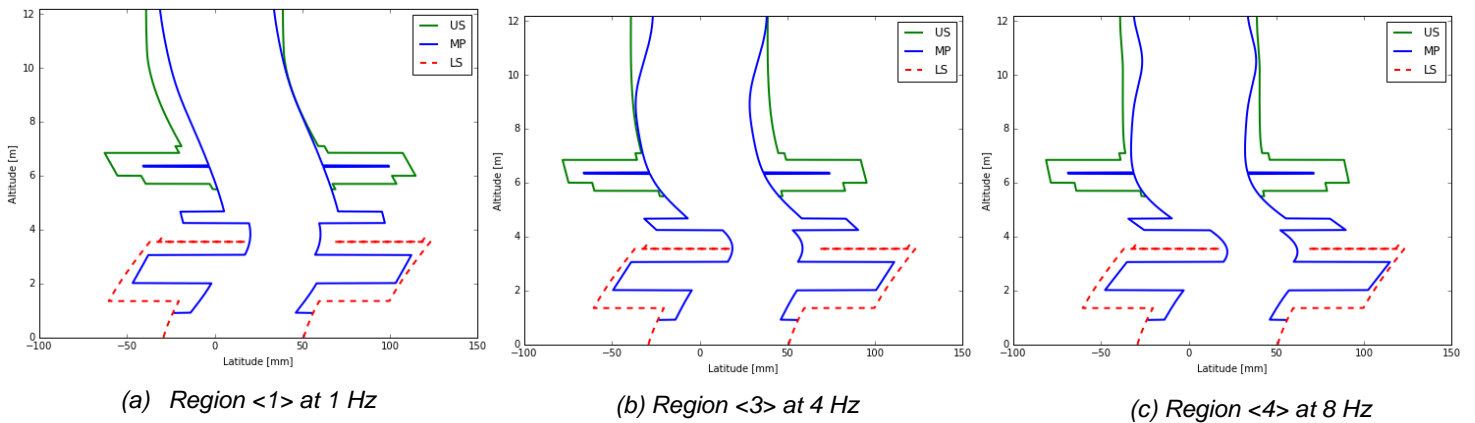 12
10
8
6
4
2
0
Altitude [m]
−100
−50
0
50
100
150
Latitude [mm]
US
MP
LS
(a) Region <1> at 1 Hz
12
10
8
6
4
2
0
Altitude [m]
−100
−50
0
50
100
150
Latitude [mm]
US
MP
LS
(b) Region <3> at 4 Hz
12
10
8
6
4
2
0
Altitude [m]
−100
−50
0
50
100
150
Latitude [mm]
US
MP
LS
(c) Region <4> at 8 Hz